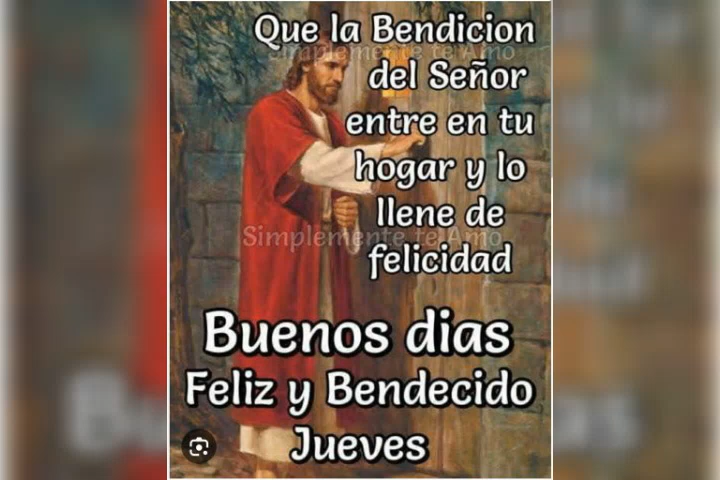 Que la Bendicion
Simplemente te Amo
del Señor
entre en tu
hogar y lo
llene de
Simplemente te Amo
felicidad
Buenos dias
Feliz y Bendecido
Jueves